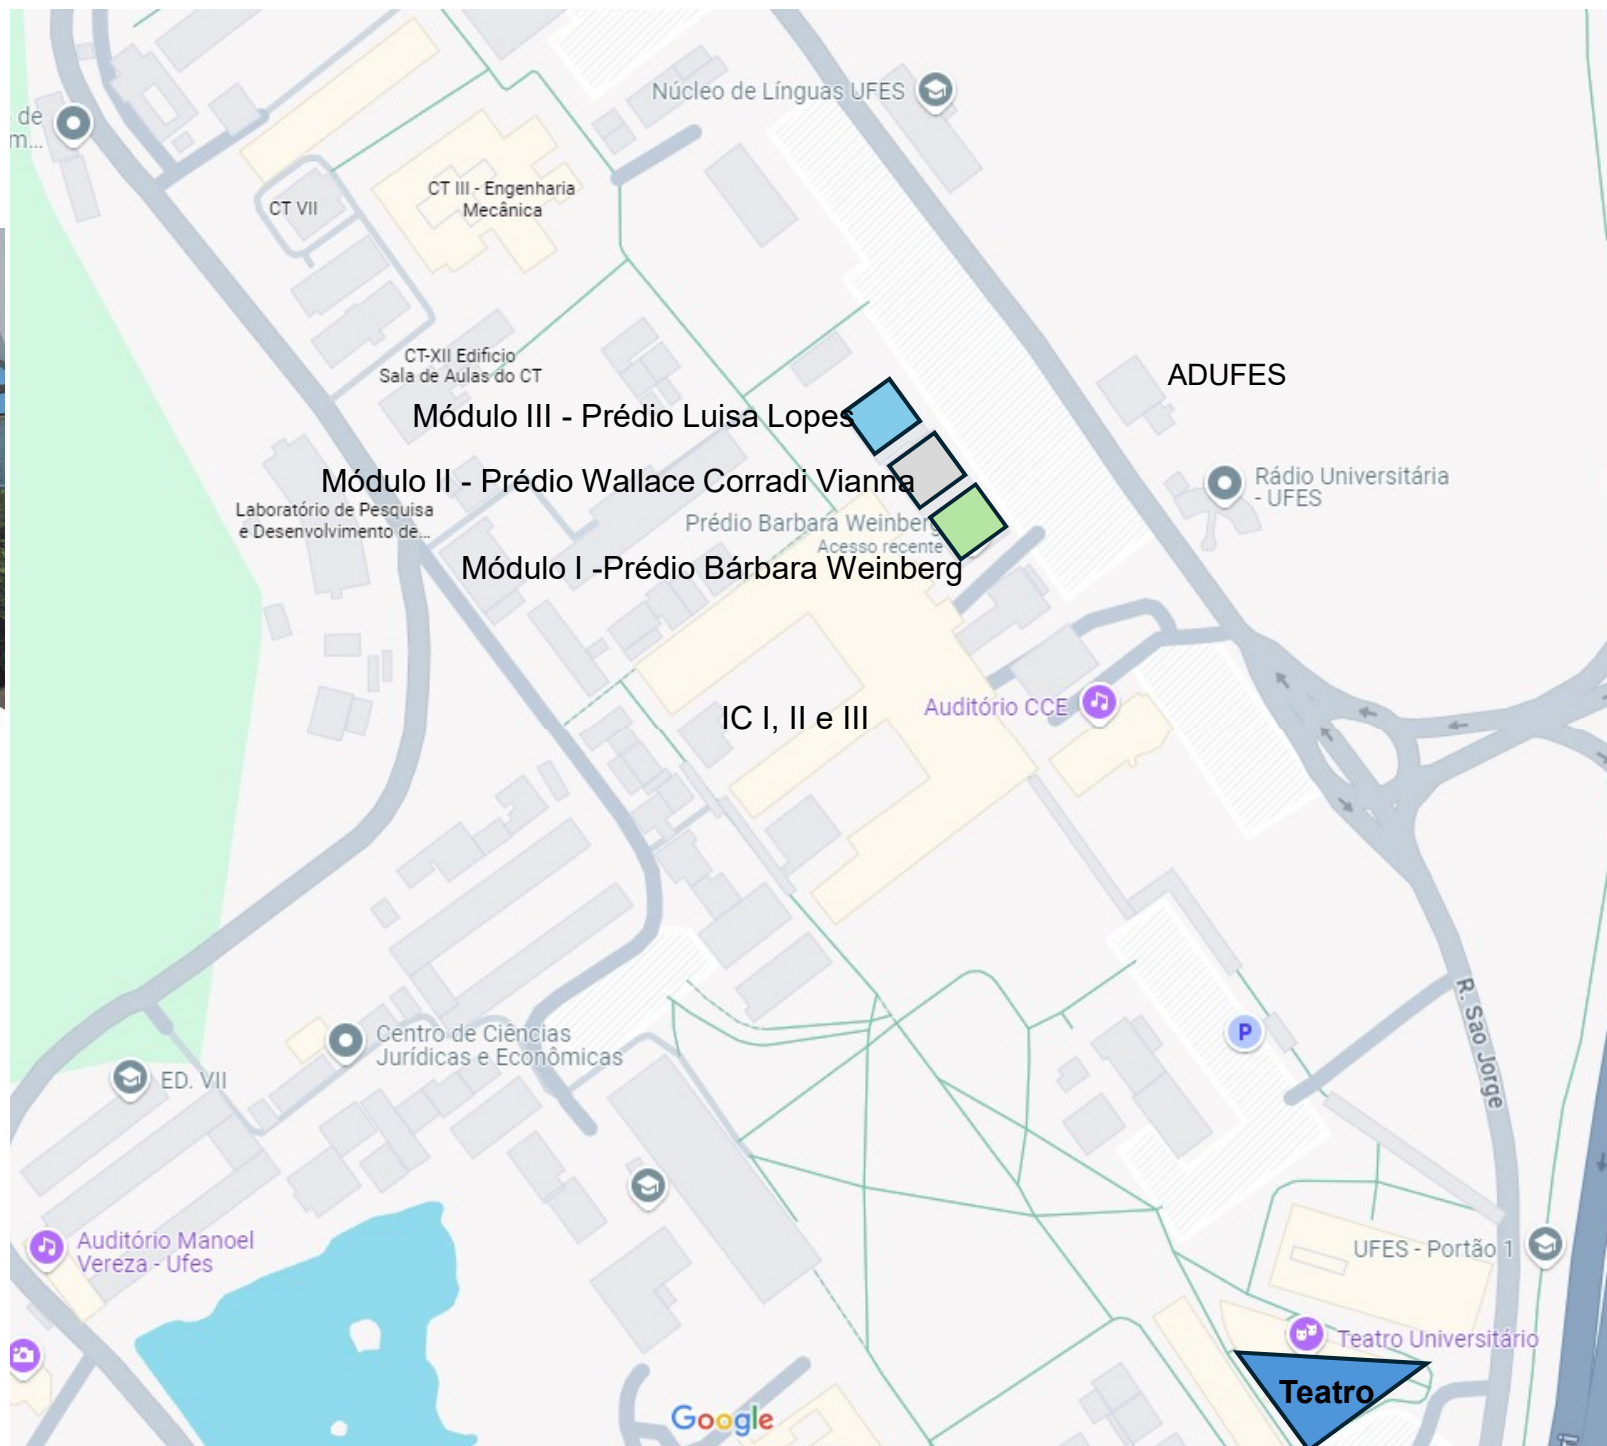 Núcleo de Línguas UFES
de
m...
CT III - Engenharia
Mecânica
CT VII
CT-XII Edificio
Sala de Aulas do CT
ADUFES
Módulo III - Prédio Luisa Lopes
Módulo II - Prédio Wallace Corradi Vianna
Rádio Universitária
- UFES
Laboratório de Pesquisa
e Desenvolvimento de...
Prédio Barbara Weinberg
Acesso recente
Módulo I -Prédio Bárbara Weinberg
IC I, II e III
Auditório CCE
P
R. Sao Jorge
Centro de Ciências
Jurídicas e Econômicas
ED. VII
Auditório Manoel
Vereza - Ufes
UFES - Portão 1
Teatro Universitário
Teatro
Google